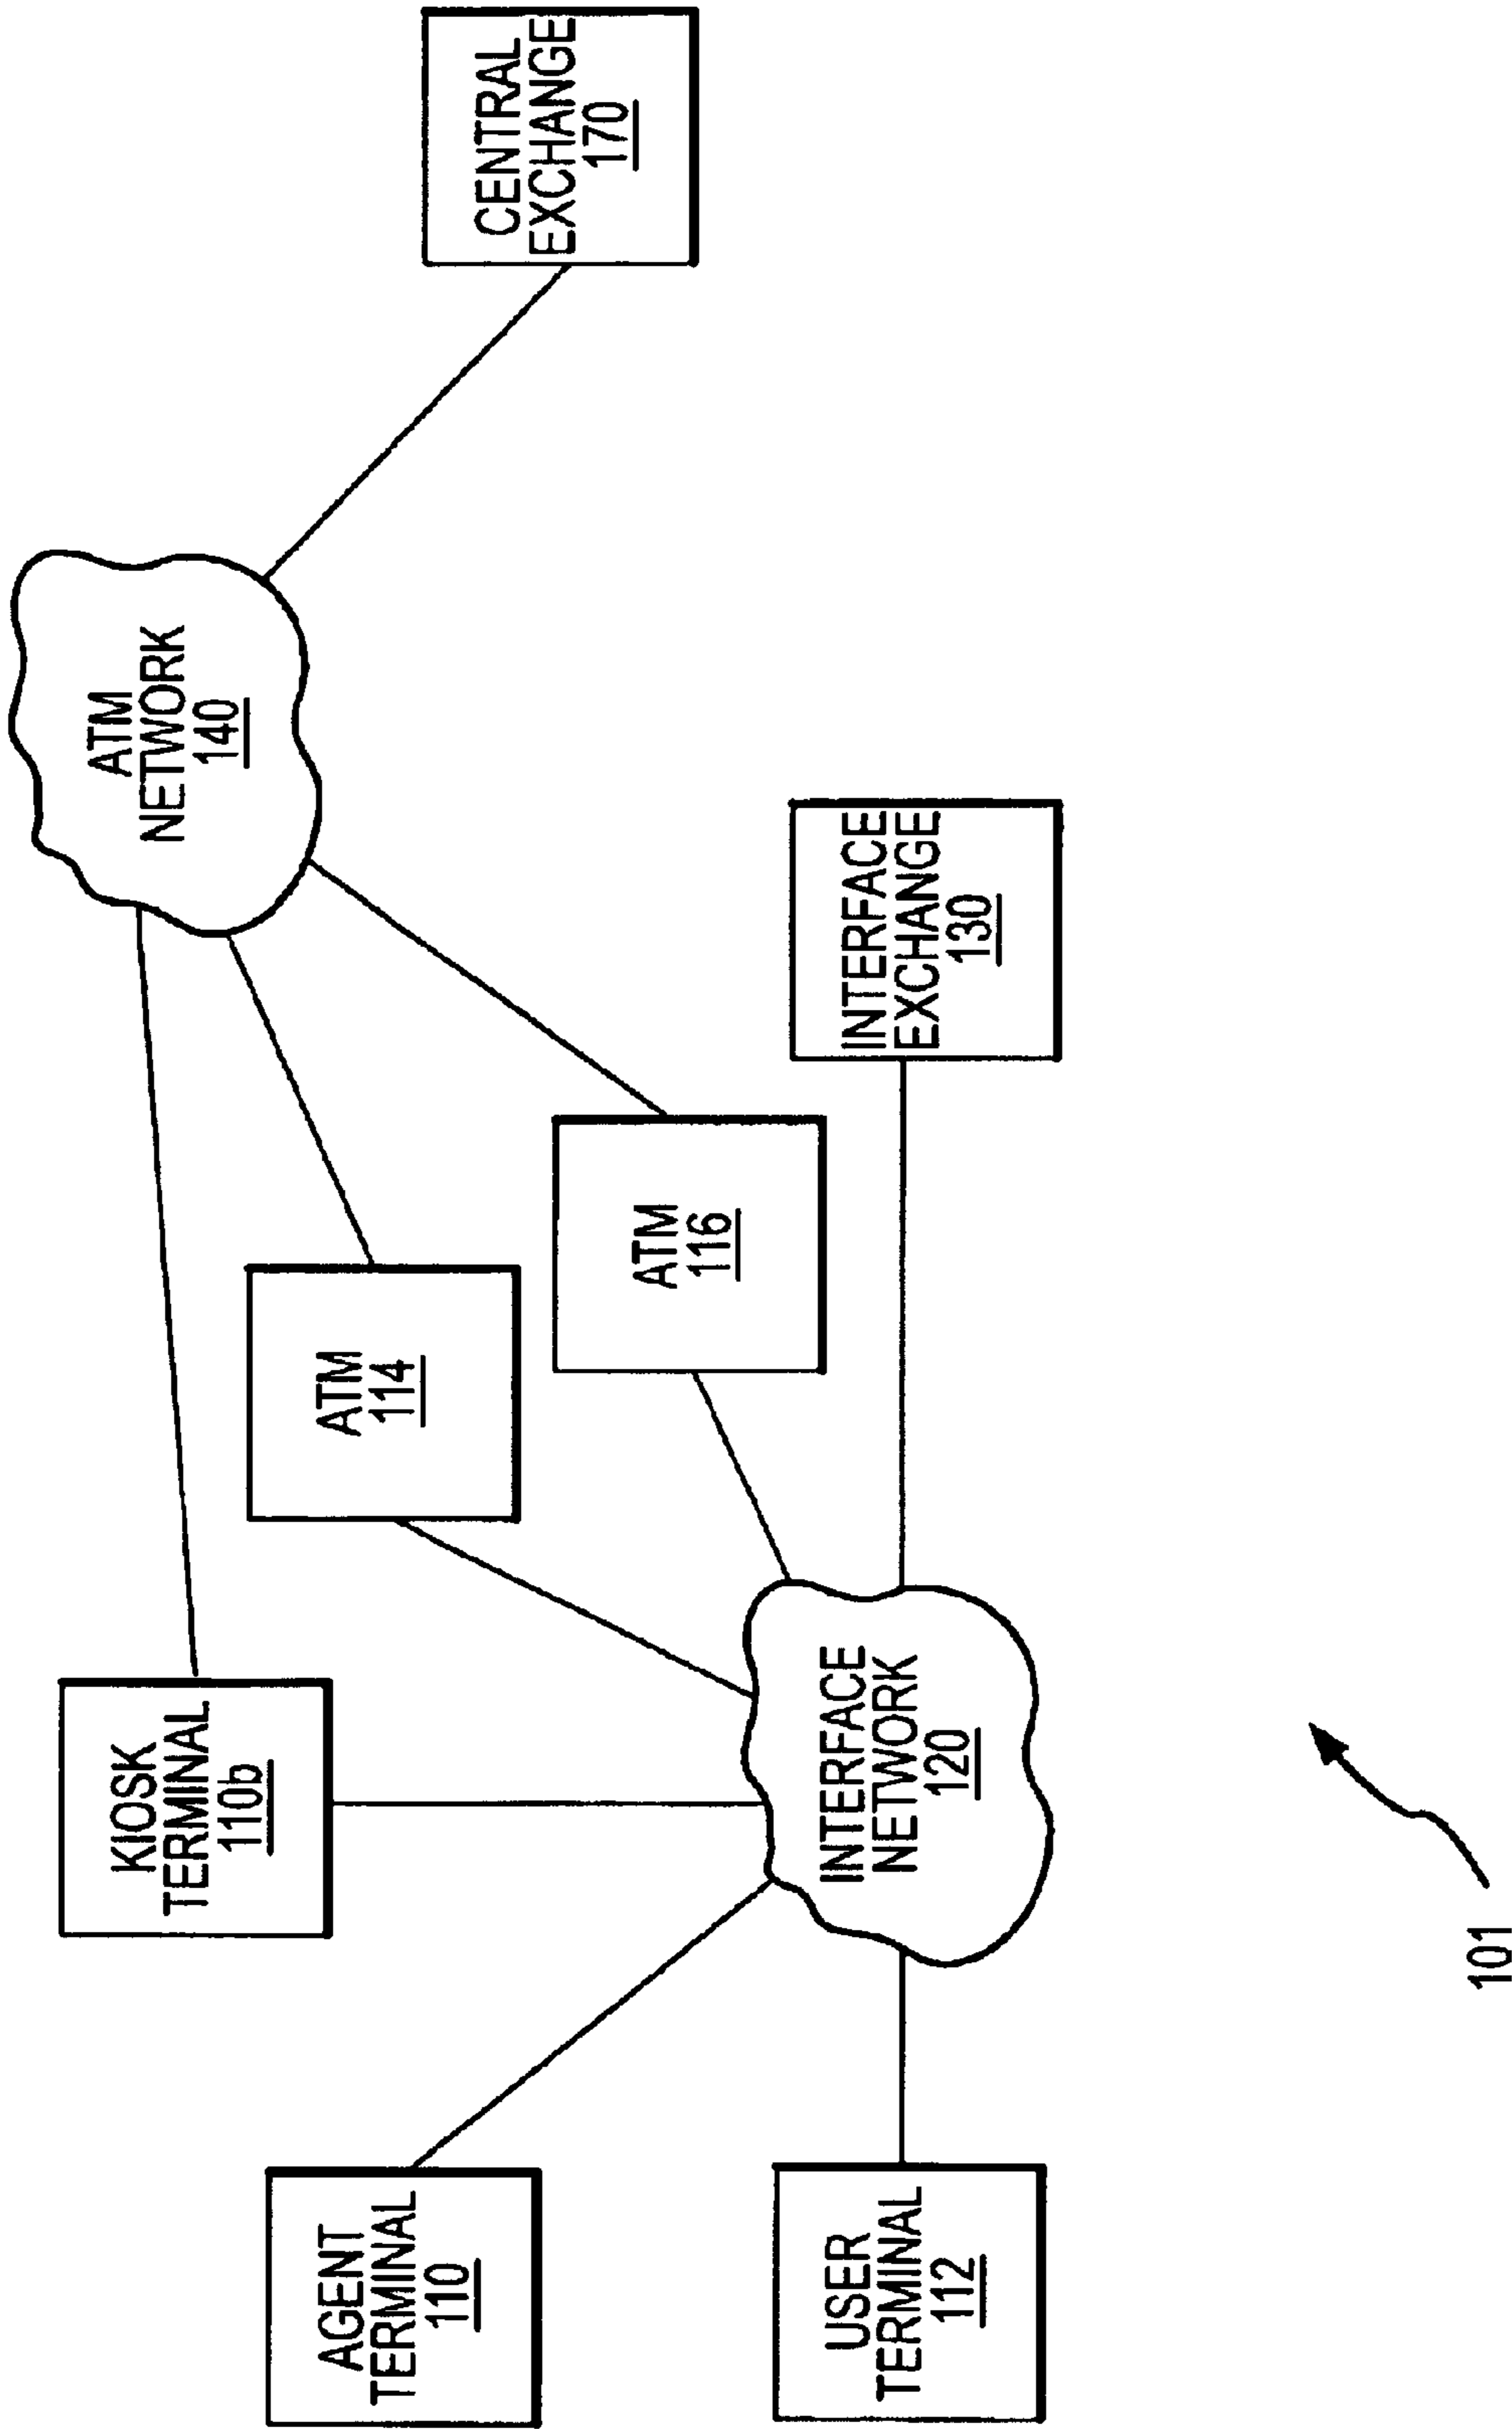 KIOSK
TERMINAL
110b
ATM
NETWORK
140
AGENT
TERMINAL
110
ATM
114
CENTRAL
EXCHANGE
170
ATM
116
USER
TERMINAL
112
INTERFACE
NETWORK
120
INTERFACE
EXCHANGE
130
101